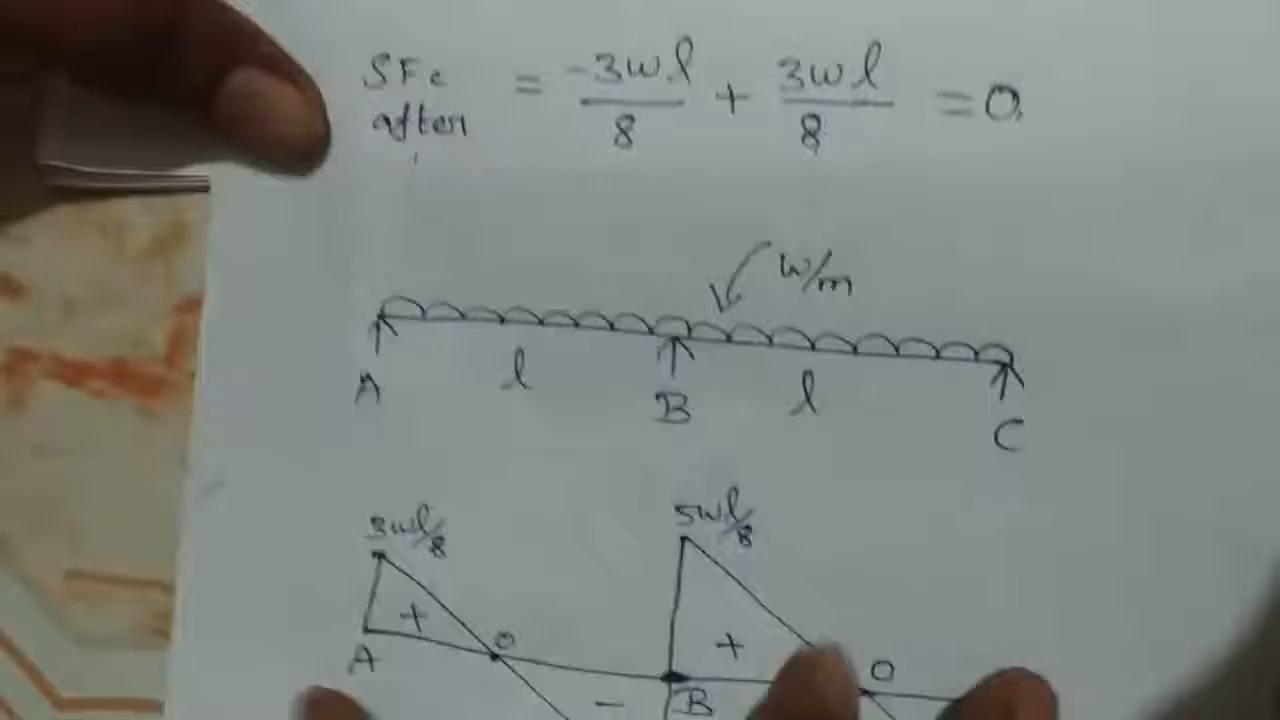 SFc after = -3wl/8 + 3wl/8 = 0
w/m
A l B l C
3wl/8 5wl/8
+ 0 + 0
A - B